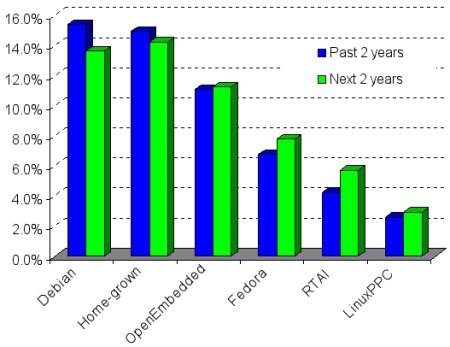 16.0%
14.0%
12.0%
10.0%
8.0%
6.0%
4.0%
2.0%
0.0%
Past 2 years
Next 2 years
Debian
Home-grown
OpenEmbedded
Fedora
RTAI
LinuxPPC